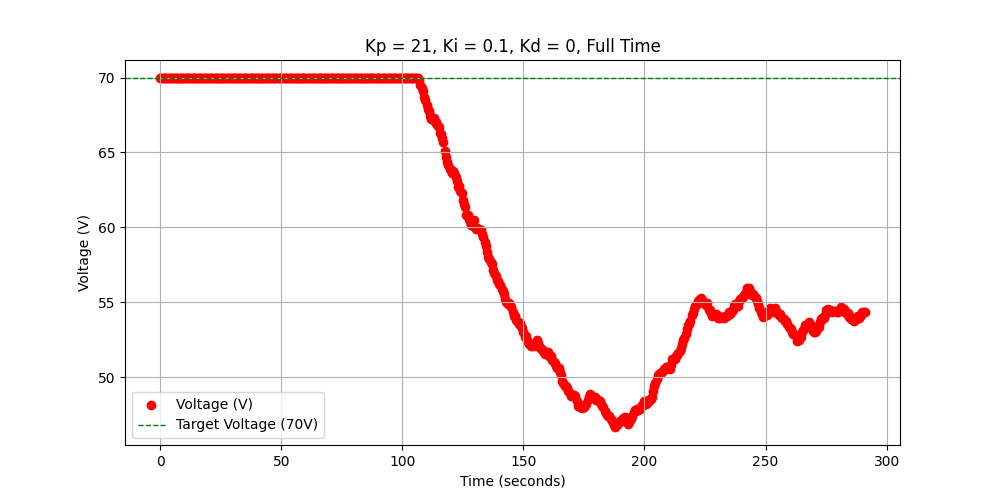 Kp = 21, Ki = 0.1, Kd = 0, Full Time
Voltage (V)
70
65
60
55
50
Voltage (V)
Target Voltage (70V)
0
50
100
150
200
250
300
Time (seconds)